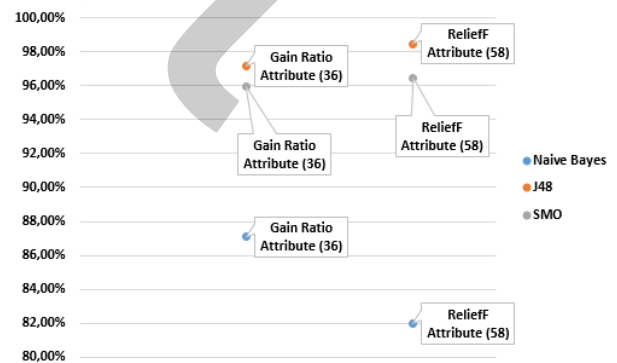 100,00%
98,00%
96,00%
94,00%
92,00%
90,00%
88,00%
86,00%
84,00%
82,00%
80,00%
Gain Ratio
Attribute (36)
ReliefF
Attribute (58)
Gain Ratio
Attribute (36)
ReliefF
Attribute (58)
Gain Ratio
Attribute (36)
ReliefF
Attribute (58)
Naive Bayes
J48
SMO